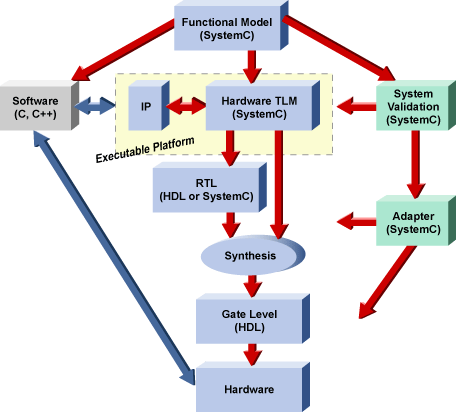 Functional Model
(SystemC)
Software
(C, C++)
IP
Hardware TLM
(SystemC)
System
Validation
(SystemC)
Executable Platform
RTL
(HDL or SystemC)
Adapter
(SystemC)
Synthesis
Gate Level
(HDL)
Hardware